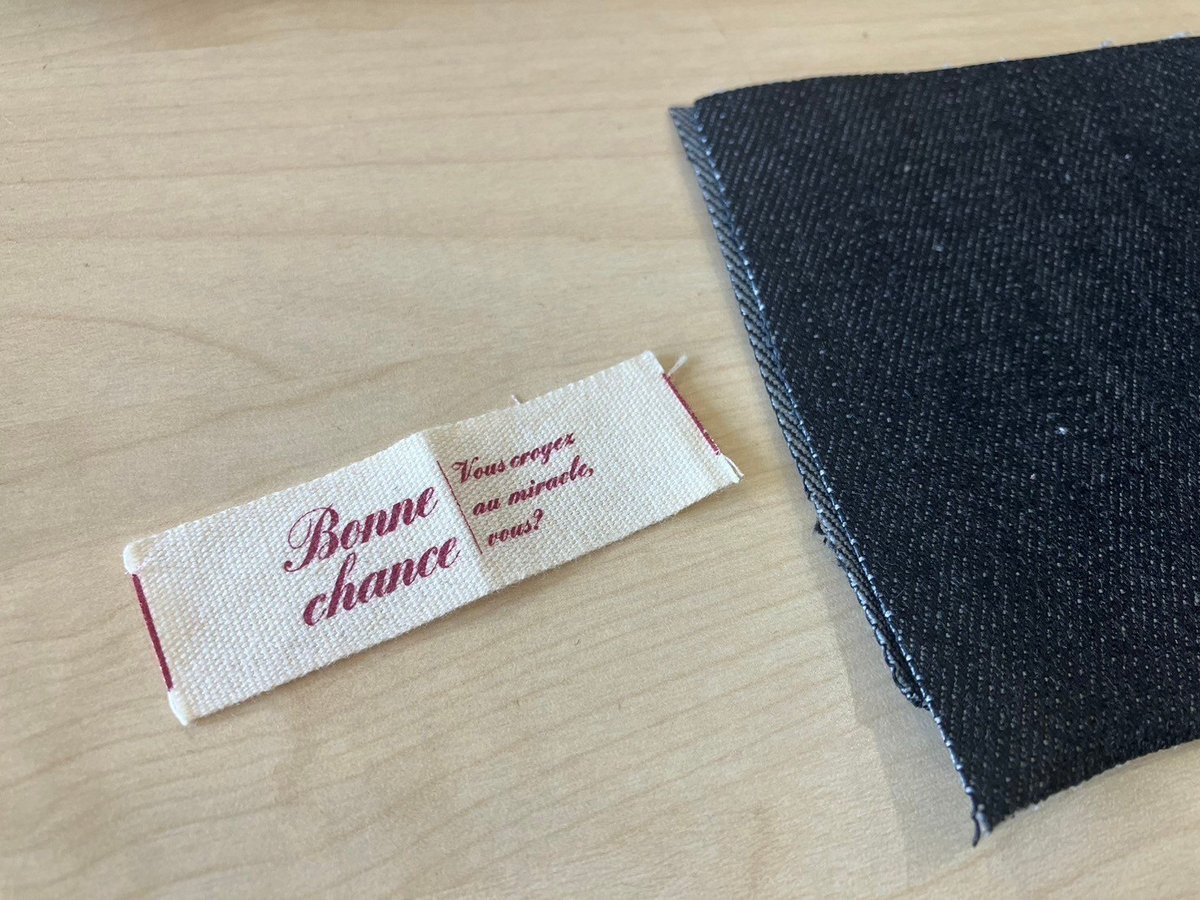 Bonne
chance
Vous croyez
au miracle,
vous?